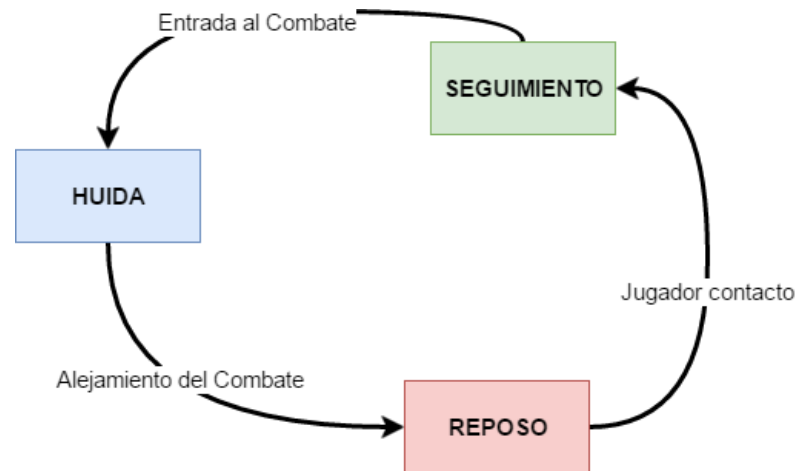 Entrada al Combate
SEGUIMIENTO
HUIDA
Jugador contacto
Alejamiento del Combate
REPOSO